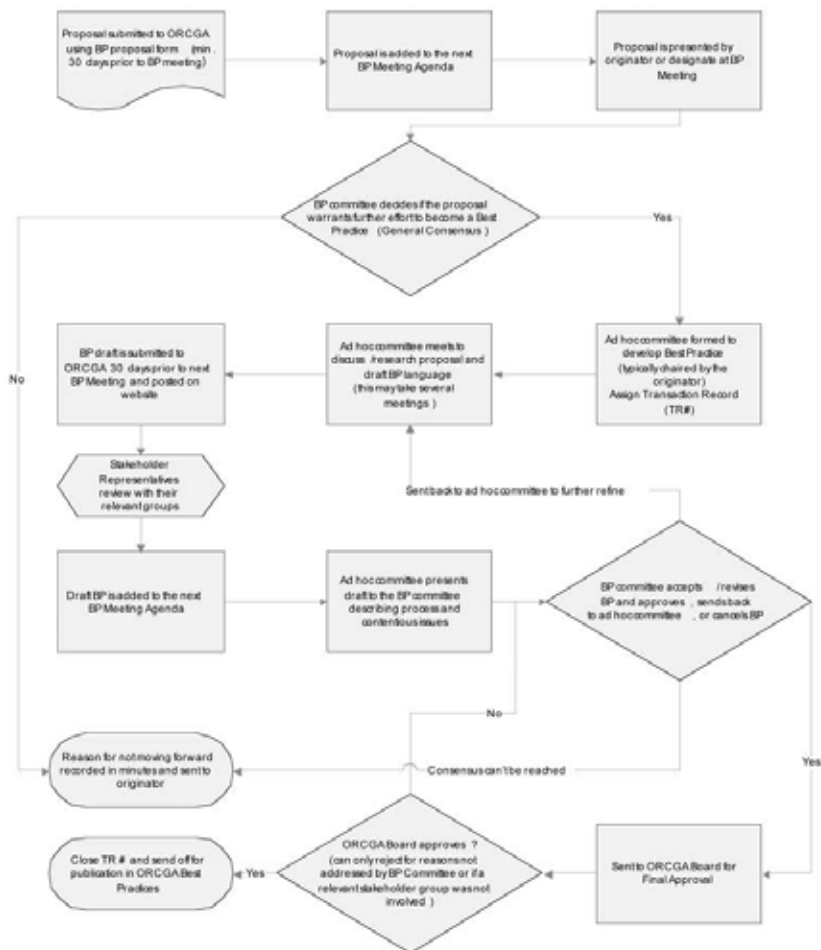 Proposal submitted to ORCGA
using BP proposal form (min.
30 days prior to BP meeting)
Proposal is added to the next
BP Meeting Agenda
Proposal is presented by
originator or designate at BP
Meeting
BP committee decides if the proposal
warrants further effort to become a Best
Practice (General Consensus)
Yes
No
BP draft is submitted to
ORCGA 30 days prior to next
BP Meeting and posted on
website
Ad hoc committee meets to
discuss /research proposal and
draft BP language
(this may take several
meetings)
Ad hoc committee formed to
develop Best Practice
(typically chaired by the
originator)
Assign Transaction Record
(TR#)
Stakeholder
Representatives
review with their
relevant groups
Sent back to ad hoc committee to further refine
Draft BP is added to the next
BP Meeting Agenda
Ad hoc committee presents
draft to the BP committee
describing process and
contentious issues
BP committee accepts /revises
BP and approves, sends back
to ad hoc committee, or cancels BP
No
Reason for not moving forward
recorded in minutes and sent to
originator
Consensus can't be reached
Yes
Close TR# and send off for
publication in ORCGA Best
Practices
Yes
ORCGA Board approves?
(can only reject for reasons not
addressed by BP Committee or if a
relevant stakeholder group was not
involved)
Sent to ORCGA Board for
Final Approval